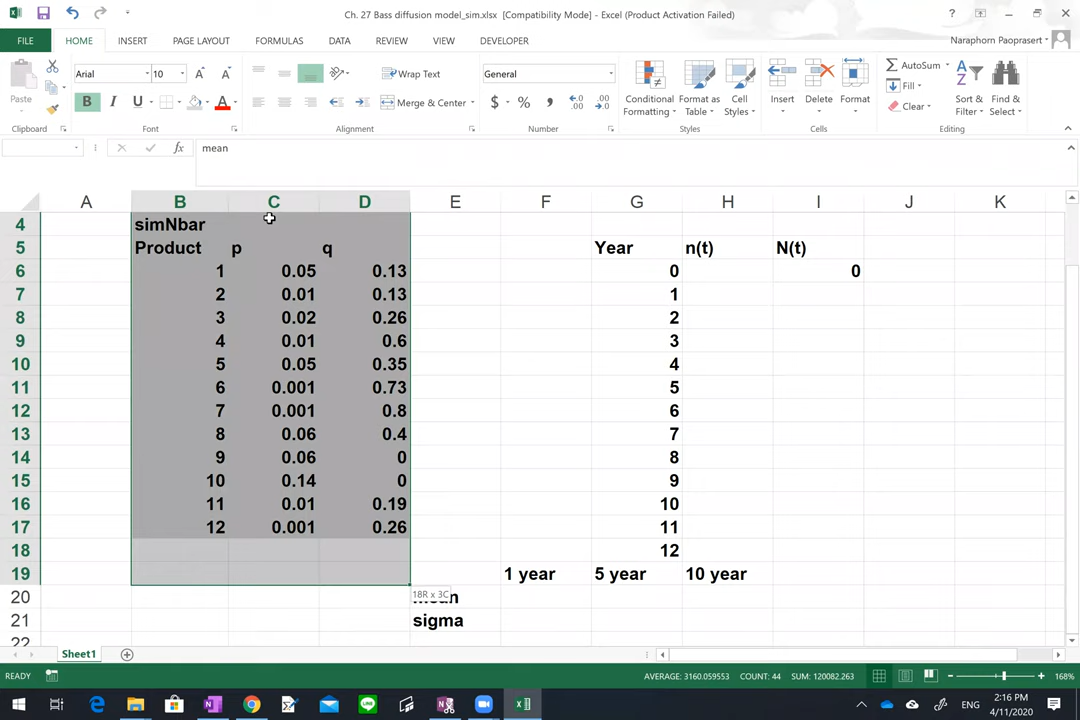 Ch. 27 Bass diffusion model_sim.xlsx [Compatibility Mode] - Excel (Product Activation Failed)
FILE HOME INSERT PAGE LAYOUT FORMULAS DATA REVIEW VIEW DEVELOPER Naraphorn Paoprasert
Arial 10 Wrap Text General AutoSum
Paste B I U A Merge & Center $ % Conditional Formatting Format as Table Cell Styles Insert Delete Format Fill Clear Sort & Filter Find & Select
Clipboard Font Alignment Number Styles Cells Editing
fx mean
A B C D E F G H I J K
4 simNbar
5 Product p q Year n(t) N(t)
6 1 0.05 0.13 0 0
7 2 0.01 0.13 1
8 3 0.02 0.26 2
9 4 0.01 0.6 3
10 5 0.05 0.35 4
11 6 0.001 0.73 5
12 7 0.001 0.8 6
13 8 0.06 0.4 7
14 9 0.06 0 8
15 10 0.14 0 9
16 11 0.01 0.19 10
17 12 0.001 0.26 11
18 12
19 1 year 5 year 10 year
18R x 3C
20 mean
21 sigma
22
Sheet1
READY AVERAGE: 3160.059553 COUNT: 44 SUM: 120082.263 168%
ENG 2:16 PM
4/11/2020